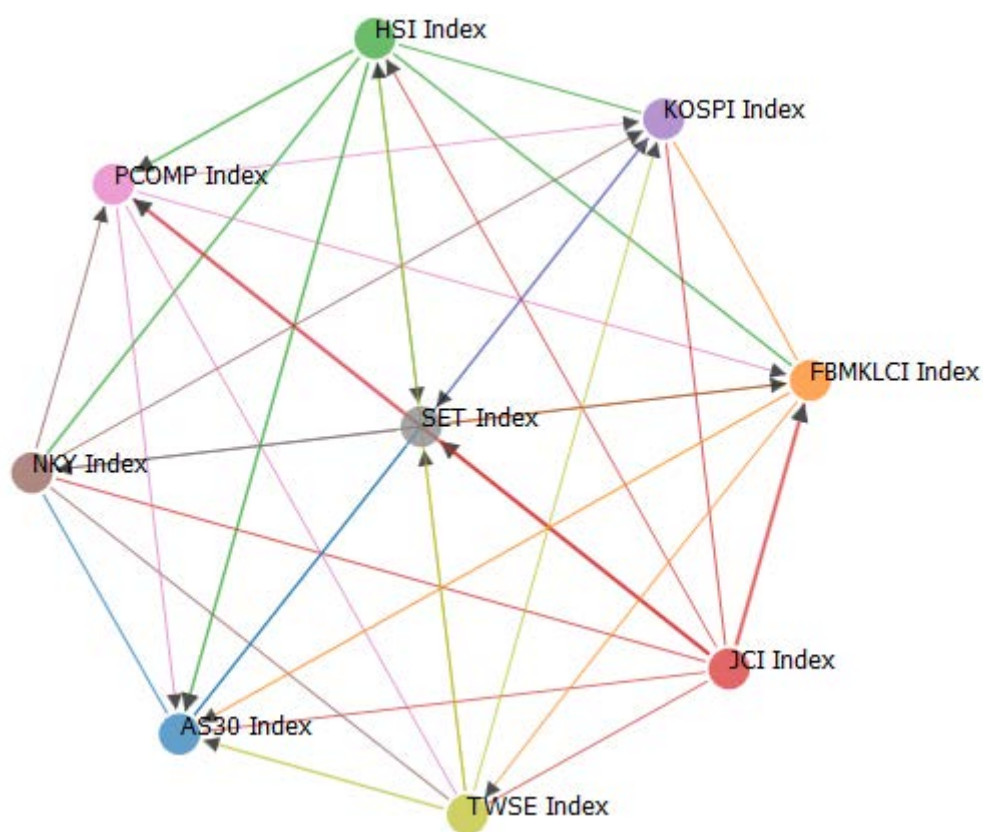 HSI Index
KOSPI Index
PCOMP Index
FBMKLCI Index
SET Index
NKY Index
JCI Index
AS30 Index
TWSE Index